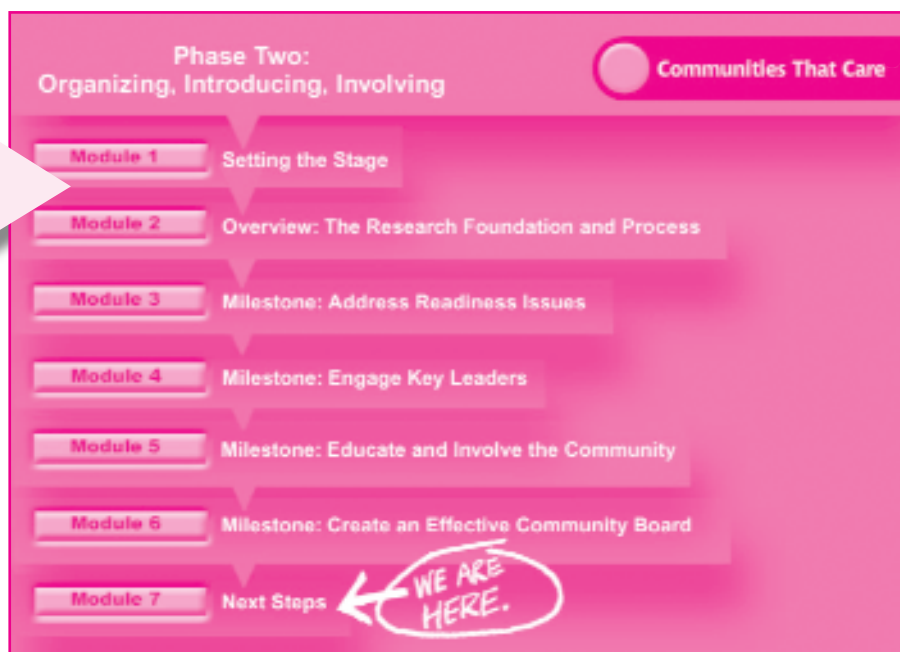 Phase Two:
Organizing, Introducing, Involving
Communities That Care
Module 1 Setting the Stage
Module 2 Overview: The Research Foundation and Process
Module 3 Milestone: Address Readiness Issues
Module 4 Milestone: Engage Key Leaders
Module 5 Milestone: Educate and Involve the Community
Module 6 Milestone: Create an Effective Community Board
Module 7 Next Steps
WE ARE
HERE.